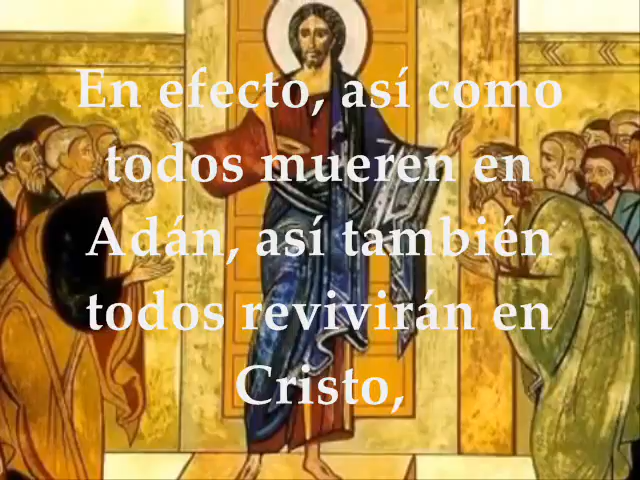 En efecto, así como
todos mueren en
Adán, así también
todos revivirán en
Cristo,